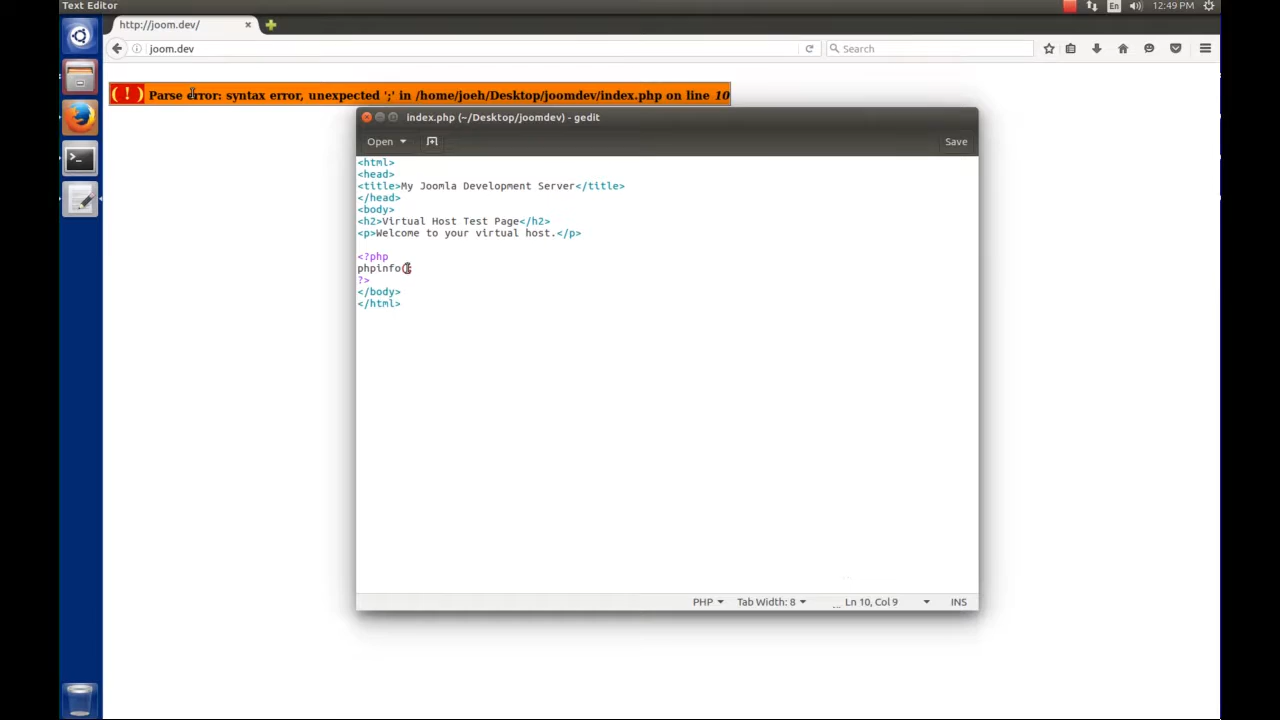 Text Editor
En
12:49 PM
http://joom.dev/
joom.dev
Search
( ! ) Parse error: syntax error, unexpected ';' in /home/joeh/Desktop/joomdev/index.php on line 10
index.php (~/Desktop/joomdev) - gedit
Open
Save
<html>
<head>
<title>My Joomla Development Server</title>
</head>
<body>
<h2>Virtual Host Test Page</h2>
<p>Welcome to your virtual host.</p>
<?php
phpinfo(;
?>
</body>
</html>
PHP
Tab Width: 8
Ln 10, Col 9
INS